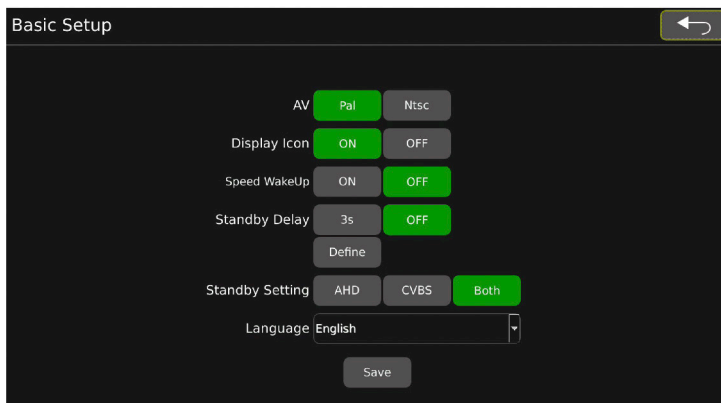 Basic Setup
AV Pal Ntsc
Display Icon ON OFF
Speed WakeUp ON OFF
Standby Delay 3s OFF
Define
Standby Setting AHD CVBS Both
Language English
Save